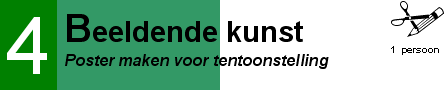 4
Beeldende kunst
Poster maken voor tentoonstelling
1 persoon